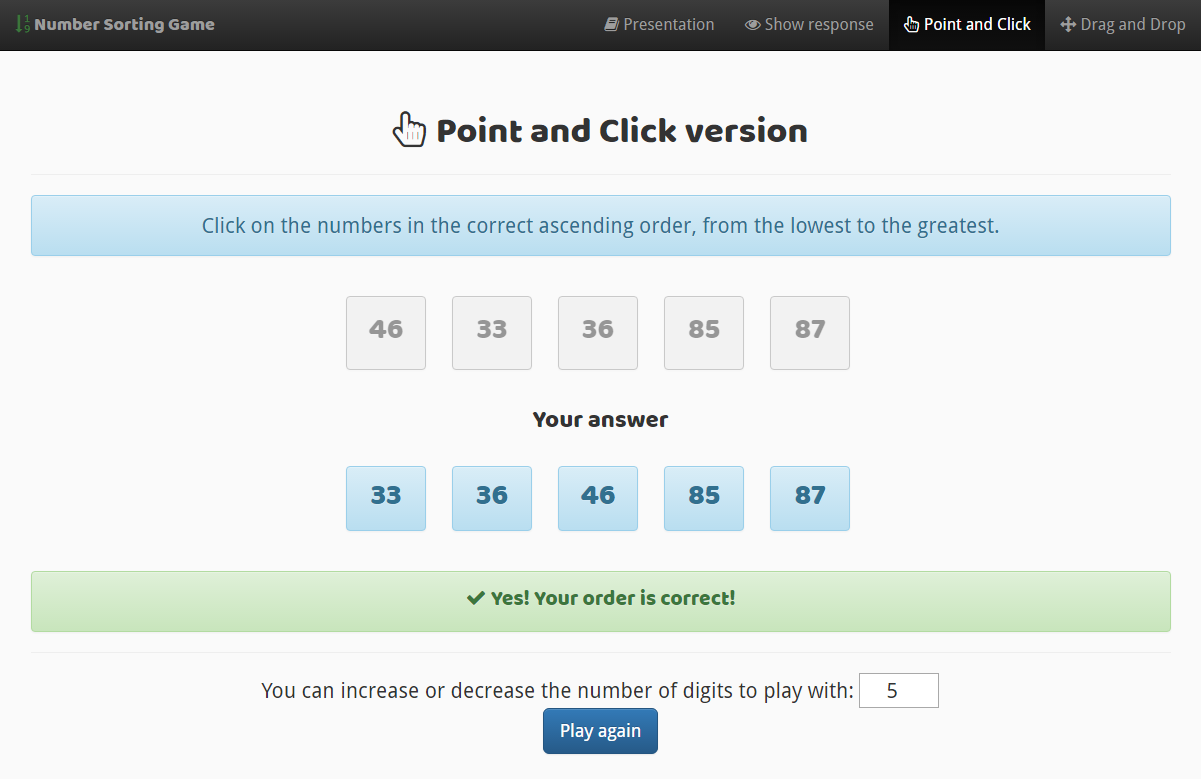 Number Sorting Game Presentation Show response Point and Click Drag and Drop
Point and Click version
Click on the numbers in the correct ascending order, from the lowest to the greatest.
46 33 36 85 87
Your answer
33 36 46 85 87
Yes! Your order is correct!
You can increase or decrease the number of digits to play with: 5
Play again